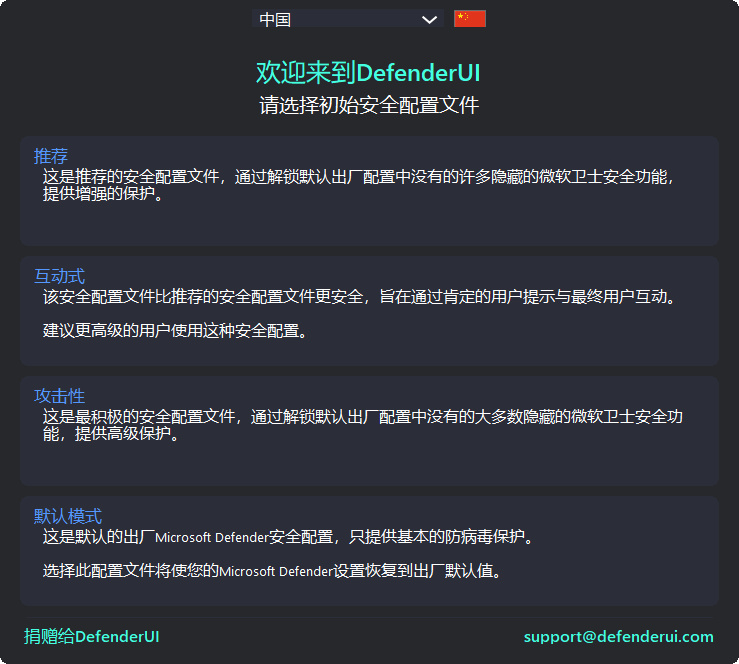 中国
欢迎来到DefenderUI
请选择初始安全配置文件
推荐
这是推荐的安全配置文件，通过解锁默认出厂配置中没有的许多隐藏的微软卫士安全功能，
提供增强的保护。
互动式
该安全配置文件比推荐的安全配置文件更安全，旨在通过肯定的用户提示与最终用户互动。
建议更高级的用户使用这种安全配置。
攻击性
这是最积极的安全配置文件，通过解锁默认出厂配置中没有的大多数隐藏的微软卫士安全功
能，提供高级保护。
默认模式
这是默认的出厂Microsoft Defender安全配置，只提供基本的防病毒保护。
选择此配置文件将使您的Microsoft Defender设置恢复到出厂默认值。
捐赠给DefenderUI
support@defenderui.com